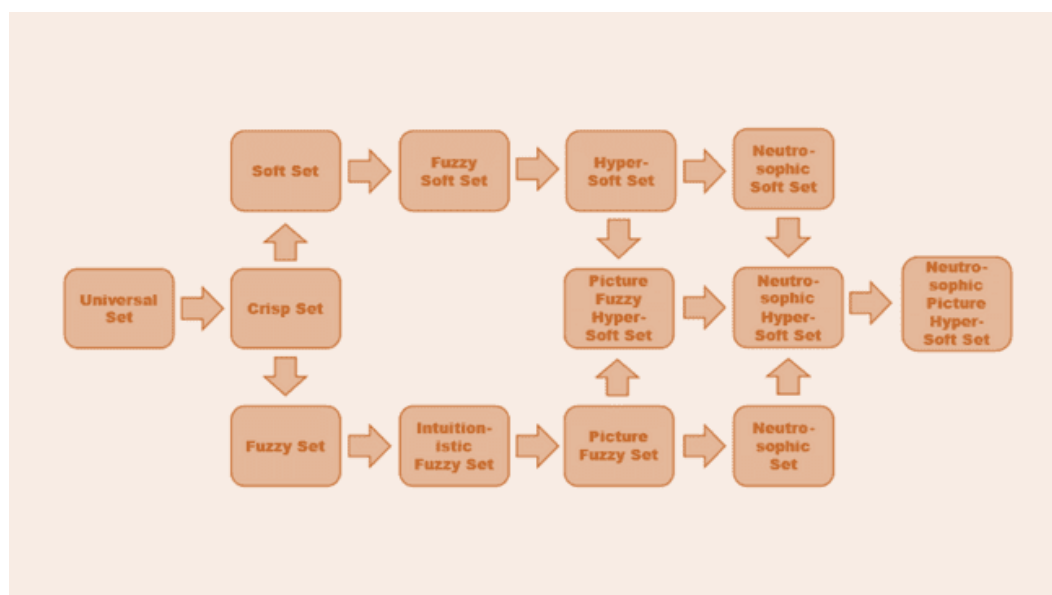 Soft Set
Fuzzy
Soft Set
Hyper-
Soft Set
Neutro-
sophic
Soft Set
Universal
Set
Crisp Set
Picture
Fuzzy
Hyper-
Soft Set
Neutro-
sophic
Hyper-
Soft Set
Neutro-
sophic
Picture
Hyper-
Soft Set
Fuzzy Set
Intuition-
istic
Fuzzy Set
Picture
Fuzzy Set
Neutro-
sophic
Set